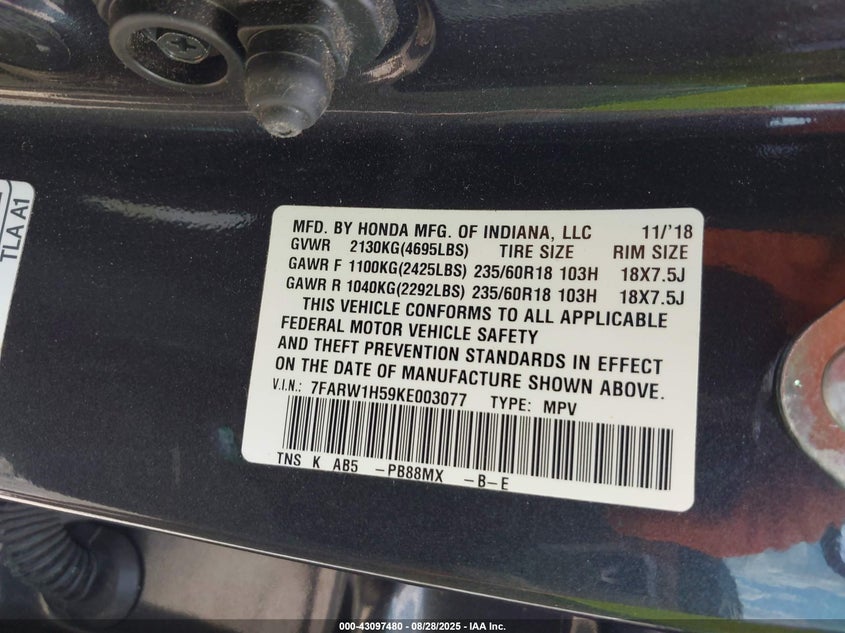 TLA A1
MFD. BY HONDA MFG. OF INDIANA, LLC 11/'18
GVWR 2130KG(4695LBS) TIRE SIZE RIM SIZE
GAWR F 1100KG(2425LBS) 235/60R18 103H 18X7.5J
GAWR R 1040KG(2292LBS) 235/60R18 103H 18X7.5J
THIS VEHICLE CONFORMS TO ALL APPLICABLE
FEDERAL MOTOR VEHICLE SAFETY
AND THEFT PREVENTION STANDARDS IN EFFECT
ON THE DATE OF MANUFACTURE SHOWN ABOVE.
V.I.N.: 7FARW1H59KE003077 TYPE: MPV
TNS K AB5 -PB88MX -B-E
000-43097480 - 08/28/2025 - IAA Inc.